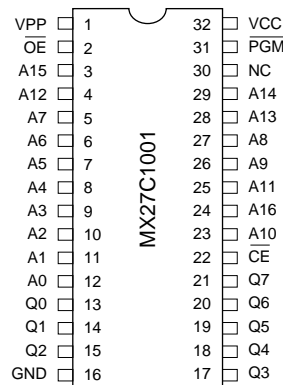 VPP 1 32 VCC
OE 2 31 PGM
A15 3 30 NC
A12 4 29 A14
A7 5 28 A13
A6 6 27 A8
A5 7 26 A9
A4 8 25 A11
A3 9 24 A16
A2 10 23 A10
A1 11 22 CE
A0 12 21 Q7
Q0 13 20 Q6
Q1 14 19 Q5
Q2 15 18 Q4
GND 16 17 Q3
MX27C1001